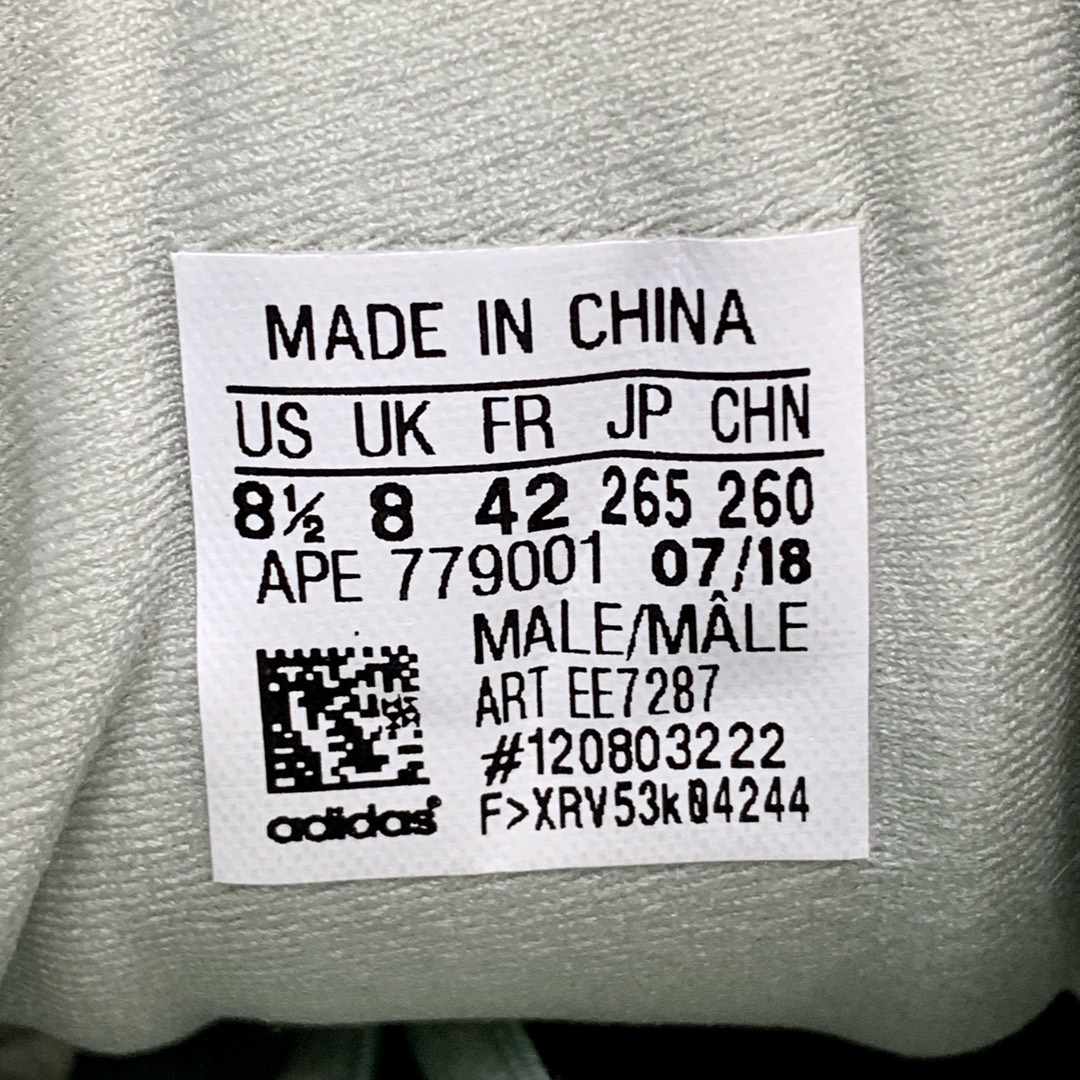 MADE IN CHINA
US UK FR JP CHN
8½ 8 42 265 260
APE 779001 07/18
MALE/MÂLE
ART EE7287
#120803222
F>XRV53k04244
adidas®